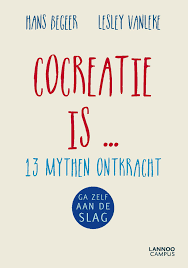 HANS BEGEER LESLEY VANLEKE
COCREATIE
IS ...
13 MYTHEN ONTKRACHT
GA ZELF
AAN DE
SLAG
LANNOO
CAMPUS